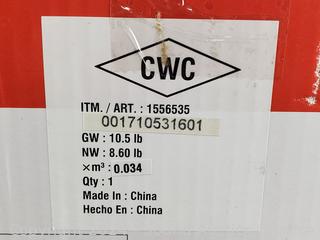 CWC
ITM. / ART. : 1556535
001710531601
GW : 10.5 lb
NW : 8.60 lb
×m³ : 0.034
Qty : 1
Made In : China
Hecho En : China